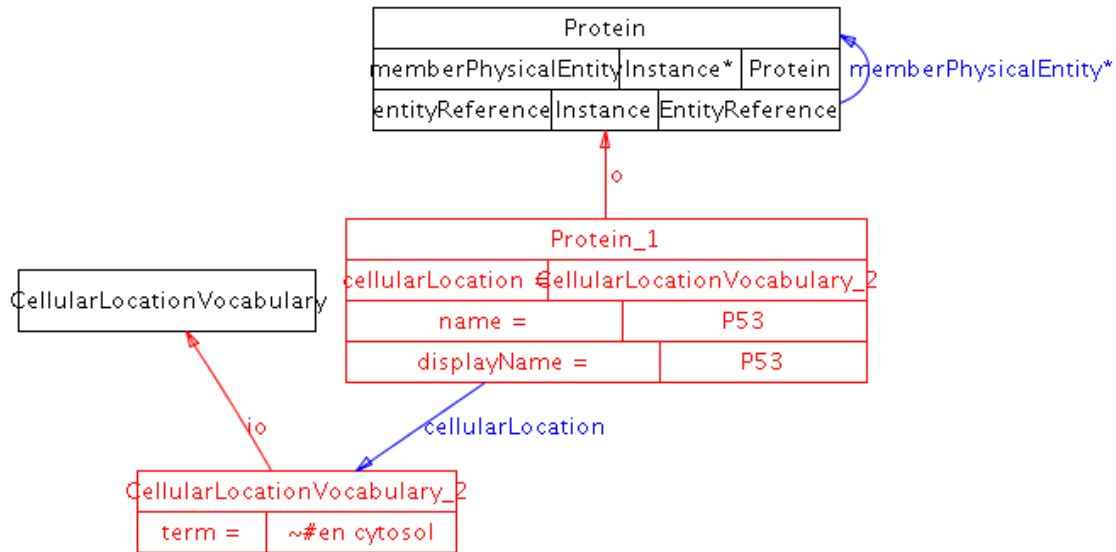 Protein
memberPhysicalEntity Instance* Protein
memberPhysicalEntity*
entityReference Instance EntityReference
o
Protein_1
cellularLocation = CellularLocationVocabulary_2
CellularLocationVocabulary
name = P53
displayName = P53
io
cellularLocation
CellularLocationVocabulary_2
term = ~#en cytosol